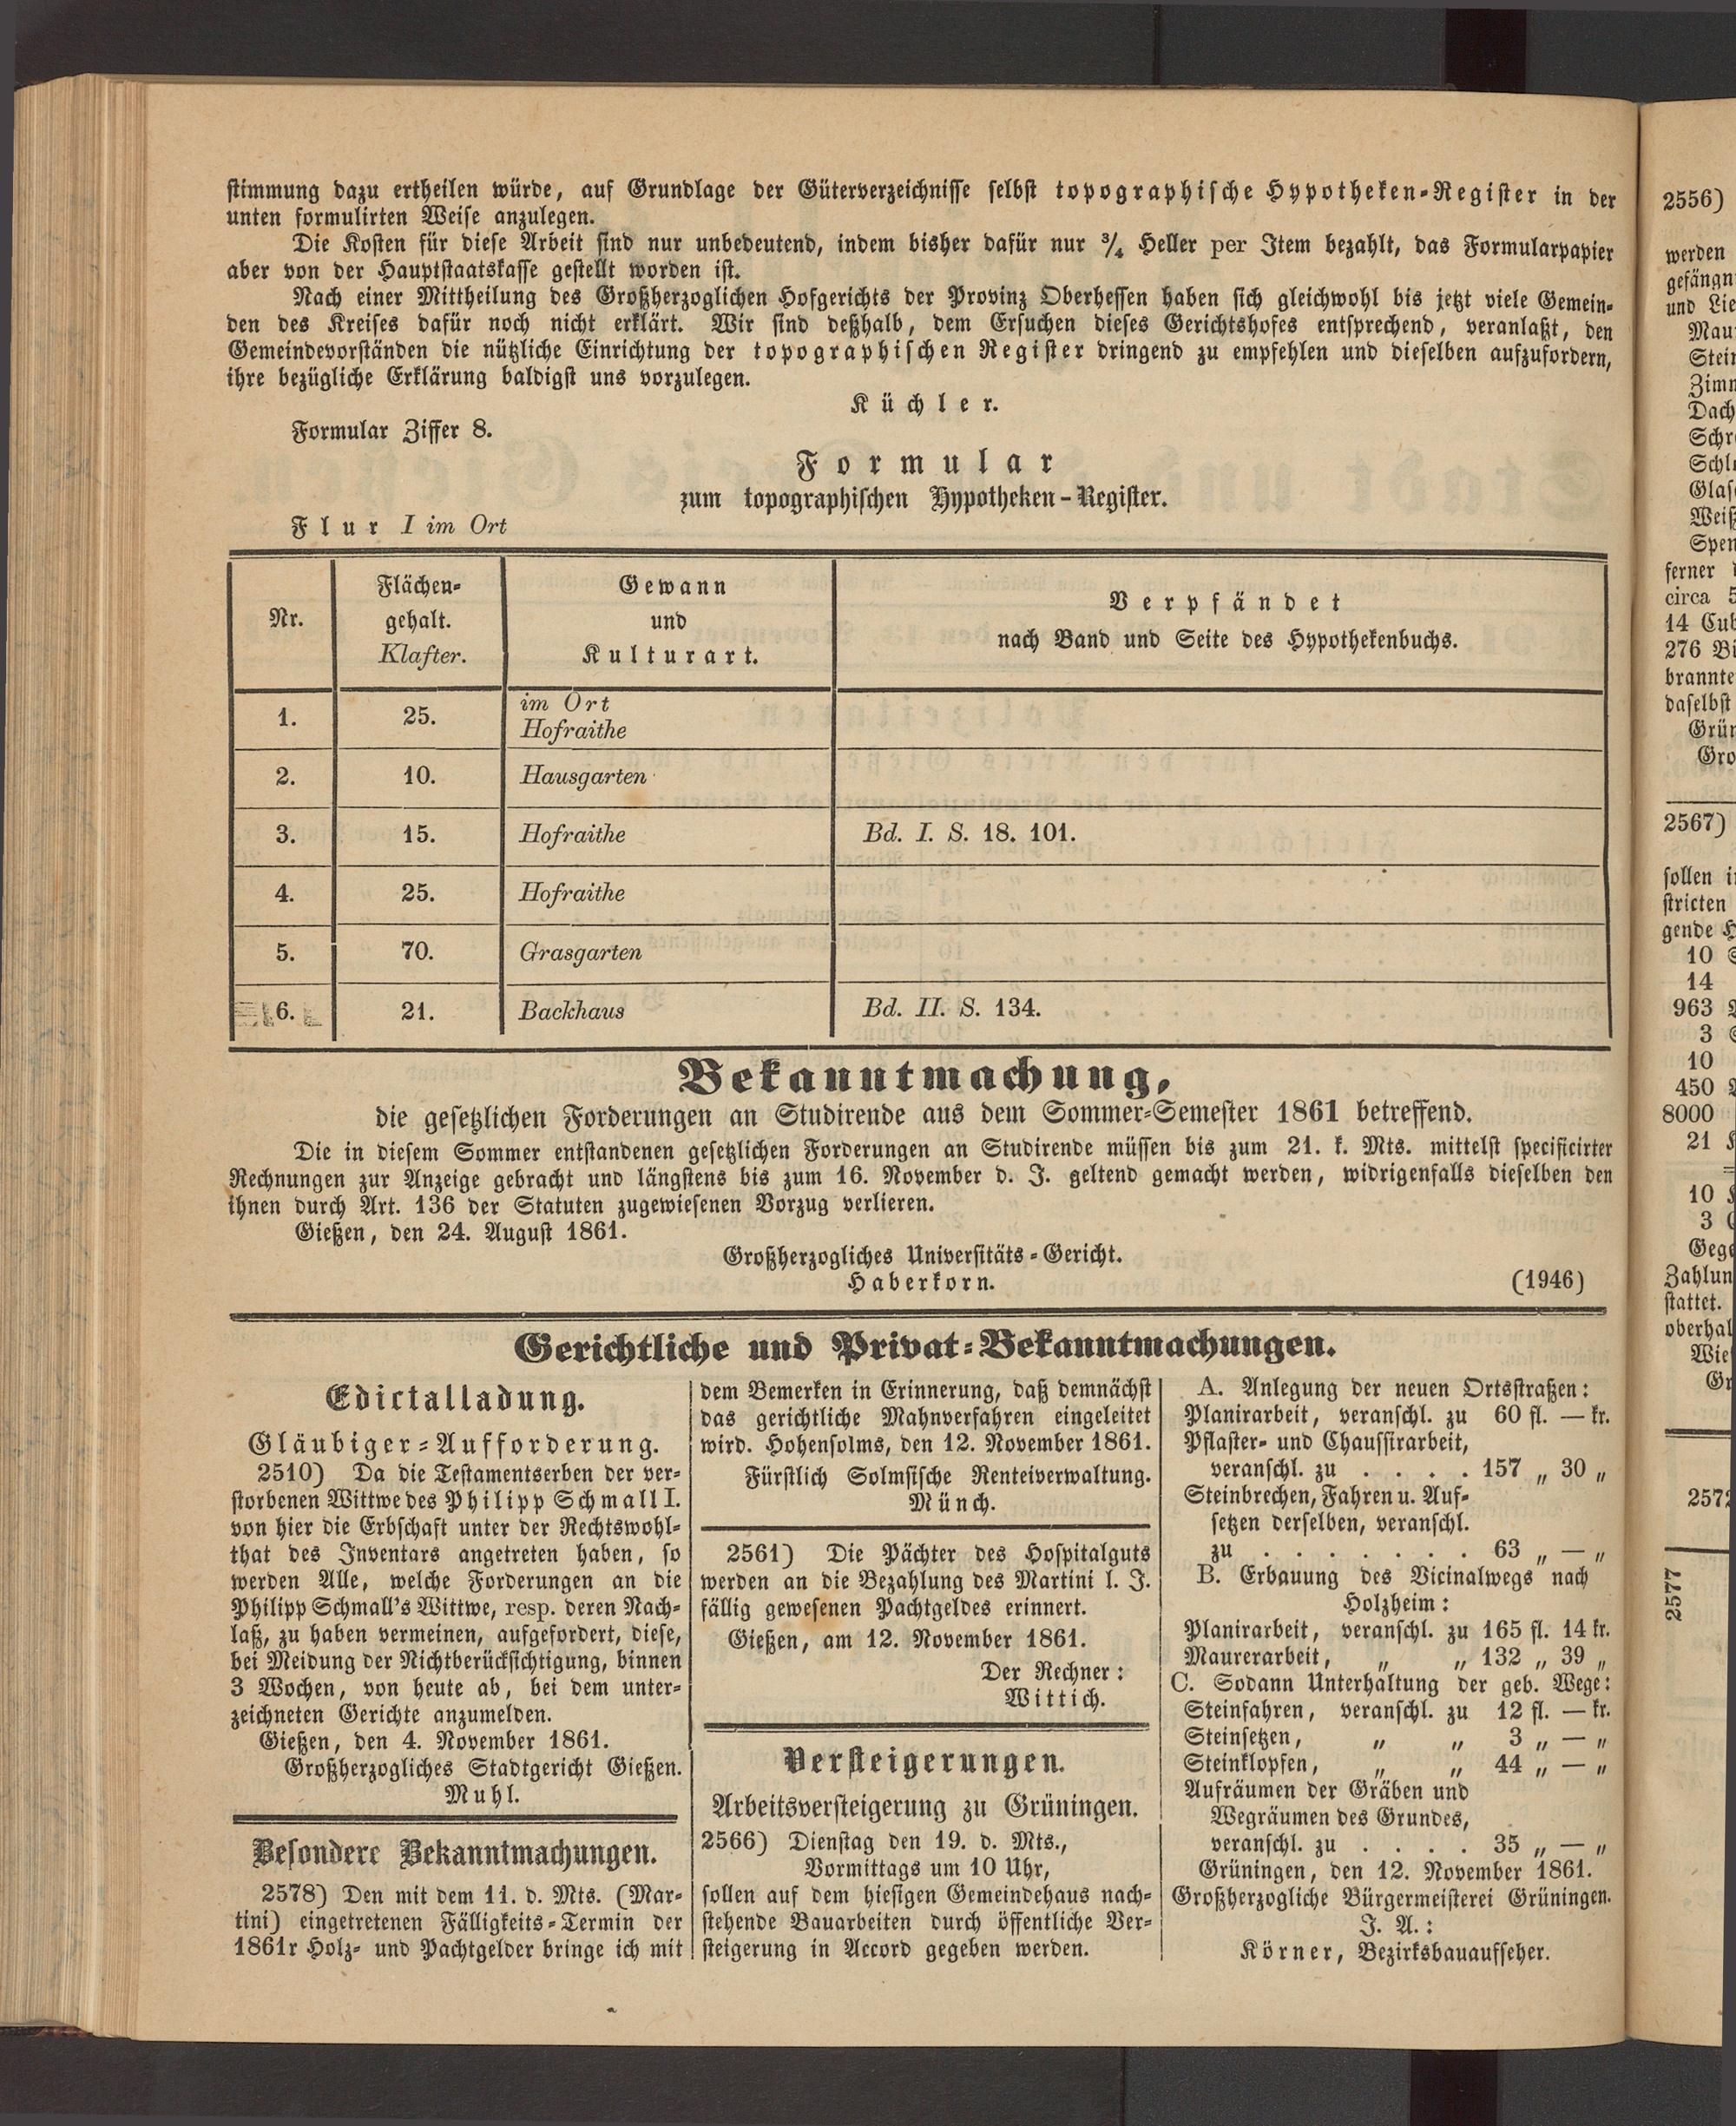 stimmung dazu ertheilen würde, auf Grundlage der Güterverzeichnisse selbst topographische Hypotheken-Register in der
unten formulirten Weise anzulegen.
Die Kosten für diese Arbeit sind nur unbedeutend, indem bisher dafür nur ¾ Heller per Item bezahlt, das Formularpapier
aber von der Hauptstaatskasse gestellt worden ist.
Nach einer Mittheilung des Großherzoglichen Hofgerichts der Provinz Oberhessen haben sich gleichwohl bis jetzt viele Gemein-
den des Kreises dafür noch nicht erklärt. Wir sind deßhalb, dem Ersuchen dieses Gerichtshofes entsprechend, veranlaßt, den
Gemeindevorständen die nützliche Einrichtung der topographischen Register dringend zu empfehlen und dieselben aufzufordern,
ihre bezügliche Erklärung baldigst uns vorzulegen.
Küchler.
Formular Ziffer 8.
Formular
zum topographischen Hypotheken-Register.
Flur I im Ort
Nr. | Flächen-gehalt. Klafter. | Gewann und Kulturart. | Verpfändet nach Band und Seite des Hypothekenbuchs.
1. | 25. | im Ort Hofraithe
2. | 10. | Hausgarten
3. | 15. | Hofraithe | Bd. I. S. 18. 101.
4. | 25. | Hofraithe
5. | 70. | Grasgarten
6. | 21. | Backhaus | Bd. II. S. 134.
Bekanntmachung,
die gesetzlichen Forderungen an Studirende aus dem Sommer-Semester 1861 betreffend.
Die in diesem Sommer entstandenen gesetzlichen Forderungen an Studirende müssen bis zum 21. k. Mts. mittelst specificirter
Rechnungen zur Anzeige gebracht und längstens bis zum 16. November d. J. geltend gemacht werden, widrigenfalls dieselben den
ihnen durch Art. 136 der Statuten zugewiesenen Vorzug verlieren.
Gießen, den 24. August 1861.
Großherzogliches Universitäts-Gericht.
Haberkorn. (1946)
Gerichtliche und Privat-Bekanntmachungen.
Edictalladung.
Gläubiger-Aufforderung.
2510) Da die Testamentserben der ver-
storbenen Wittwe des Philipp Schmall I.
von hier die Erbschaft unter der Rechtswohl-
that des Inventars angetreten haben, so
werden Alle, welche Forderungen an die
Philipp Schmall's Wittwe, resp. deren Nach-
laß, zu haben vermeinen, aufgefordert, diese,
bei Meidung der Nichtberücksichtigung, binnen
3 Wochen, von heute ab, bei dem unter-
zeichneten Gerichte anzumelden.
Gießen, den 4. November 1861.
Großherzogliches Stadtgericht Gießen.
Muhl.
Besondere Bekanntmachungen.
2578) Den mit dem 11. d. Mts. (Mar-
tini) eingetretenen Fälligkeits-Termin der
1861r Holz- und Pachtgelder bringe ich mit
dem Bemerken in Erinnerung, daß demnächst
das gerichtliche Mahnverfahren eingeleitet
wird. Hohensolms, den 12. November 1861.
Fürstlich Solmsische Renteiverwaltung.
Münch.
2561) Die Pächter des Hospitalguts
werden an die Bezahlung des Martini l. J.
fällig gewesenen Pachtgeldes erinnert.
Gießen, am 12. November 1861.
Der Rechner:
Wittich.
Versteigerungen.
Arbeitsversteigerung zu Grüningen.
2566) Dienstag den 19. d. Mts.,
Vormittags um 10 Uhr,
sollen auf dem hiesigen Gemeindehaus nach-
stehende Bauarbeiten durch öffentliche Ver-
steigerung in Accord gegeben werden.
A. Anlegung der neuen Ortsstraßen:
Planirarbeit, veranschl. zu 60 fl. — kr.
Pflaster- und Chaussirarbeit,
veranschl. zu . . . . 157 „ 30 „
Steinbrechen, Fahren u. Auf-
setzen derselben, veranschl.
zu . . . . . . . 63 „ — „
B. Erbauung des Vicinalwegs nach
Holzheim:
Planirarbeit, veranschl. zu 165 fl. 14 kr.
Maurerarbeit, „ „ 132 „ 39 „
C. Sodann Unterhaltung der geb. Wege:
Steinfahren, veranschl. zu 12 fl. — kr.
Steinsetzen, „ „ 3 „ — „
Steinklopfen, „ „ 44 „ — „
Aufräumen der Gräben und
Wegräumen des Grundes,
veranschl. zu . . . . 35 „ — „
Grüningen, den 12. November 1861.
Großherzogliche Bürgermeisterei Grüningen.
J. A.:
Körner, Bezirksbauaufseher.
2556)
werden
und
ferner
circa
14
276
daselbst
2567)
sollen
10
14
963
3
10
450
8000
21
10
3
stattet.
2577